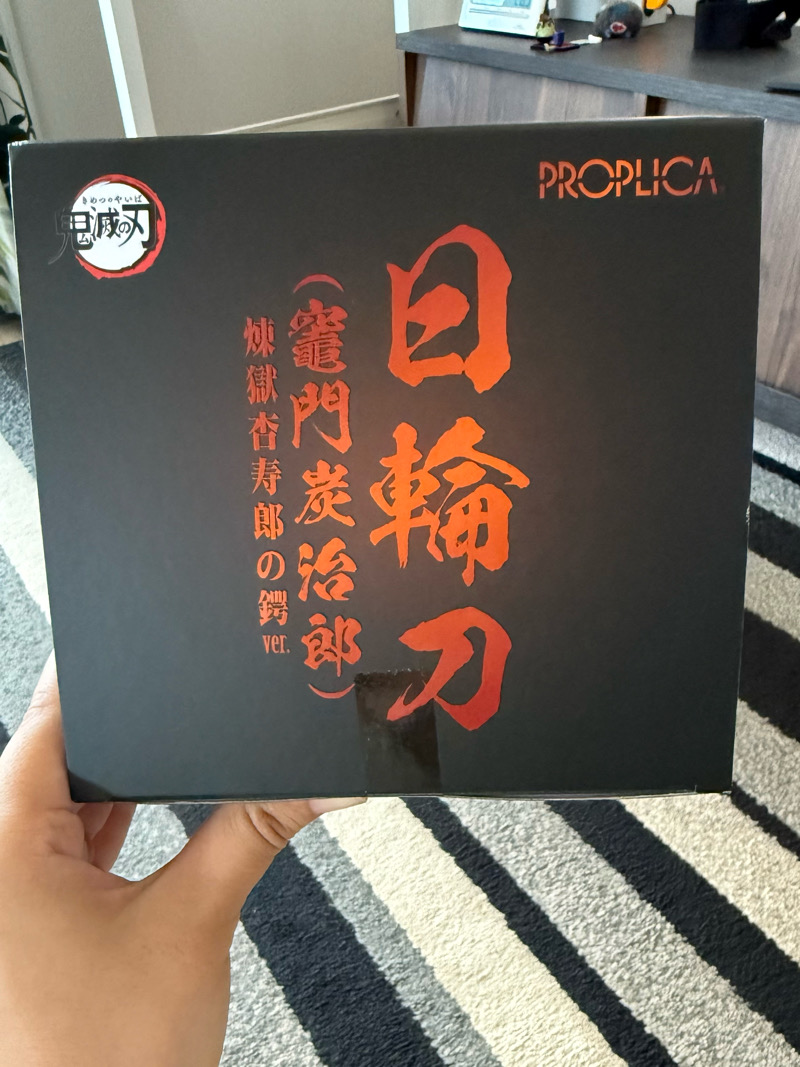 きめつのやいば
鬼滅の刃
PROPLICA
日輪刀
(竈門炭治郎)
煉獄杏寿郎の鍔ver.